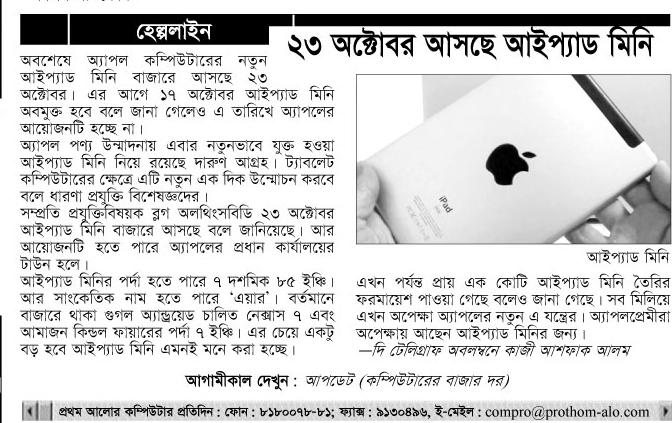 হেল্পলাইন
২৩ অক্টোবর আসছে আইপ্যাড মিনি
অবশেষে অ্যাপল কম্পিউটারের নতুন
আইপ্যাড মিনি বাজারে আসছে ২৩
অক্টোবর। এর আগে ১৭ অক্টোবর আইপ্যাড মিনি
অবমুক্ত হবে বলে জানা গেলেও এ তারিখে অ্যাপলের
আয়োজনটি হচ্ছে না।
অ্যাপল পণ্য উন্মাদনায় এবার নতুনভাবে যুক্ত হওয়া
আইপ্যাড মিনি নিয়ে রয়েছে দারুণ আগ্রহ। ট্যাবলেট
কম্পিউটারের ক্ষেত্রে এটি নতুন এক দিক উন্মোচন করবে
বলে ধারণা প্রযুক্তি বিশেষজ্ঞদের।
সম্প্রতি প্রযুক্তিবিষয়ক ব্লগ অলথিংসবিডি ২৩ অক্টোবর
আইপ্যাড মিনি বাজারে আসছে বলে জানিয়েছে। আর
আয়োজনটি হতে পারে অ্যাপলের প্রধান কার্যালয়ের
টাউন হলে।
আইপ্যাড মিনির পর্দা হতে পারে ৭ দশমিক ৮৫ ইঞ্চি।
আর সাংকেতিক নাম হতে পারে ‘এয়ার’। বর্তমানে
বাজারে থাকা গুগল অ্যান্ড্রয়েড চালিত নেক্সাস ৭ এবং
আমাজন কিন্ডল ফায়ারের পর্দা ৭ ইঞ্চি। এর চেয়ে একটু
বড় হবে আইপ্যাড মিনি এমনই মনে করা হচ্ছে।
iPad
আইপ্যাড মিনি
এখন পর্যন্ত প্রায় এক কোটি আইপ্যাড মিনি তৈরির
ফরমায়েশ পাওয়া গেছে বলেও জানা গেছে। সব মিলিয়ে
এখন অপেক্ষা অ্যাপলের নতুন এ যন্ত্রের। অ্যাপলপ্রেমীরা
অপেক্ষায় আছেন আইপ্যাড মিনির জন্য।
—দি টেলিগ্রাফ অবলম্বনে কাজী আশফাক আলম
আগামীকাল দেখুন : আপডেট (কম্পিউটারের বাজার দর)
প্রথম আলোর কম্পিউটার প্রতিদিন : ফোন : ৮১৮০০৭৮-৮১; ফ্যাক্স : ৯১৩০৪৯৬, ই-মেইল : compro@prothom-alo.com